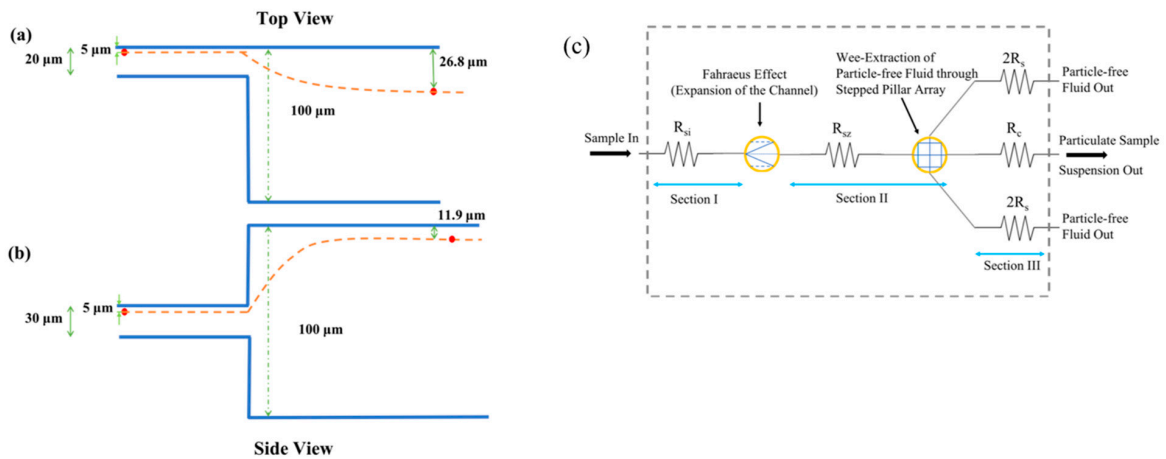 Top View
(a)
5 μm
20 μm
26.8 μm
100 μm
11.9 μm
(b)
5 μm
30 μm
100 μm
Side View
(c)
Fahraeus Effect
(Expansion of the Channel)
Wee-Extraction of
Particle-free Fluid through
Stepped Pillar Array
2Rs
Particle-free
Fluid Out
Sample In
Rsi
Rsz
Rc
Particulate Sample
Suspension Out
Section I
Section II
2Rs
Particle-free
Fluid Out
Section III